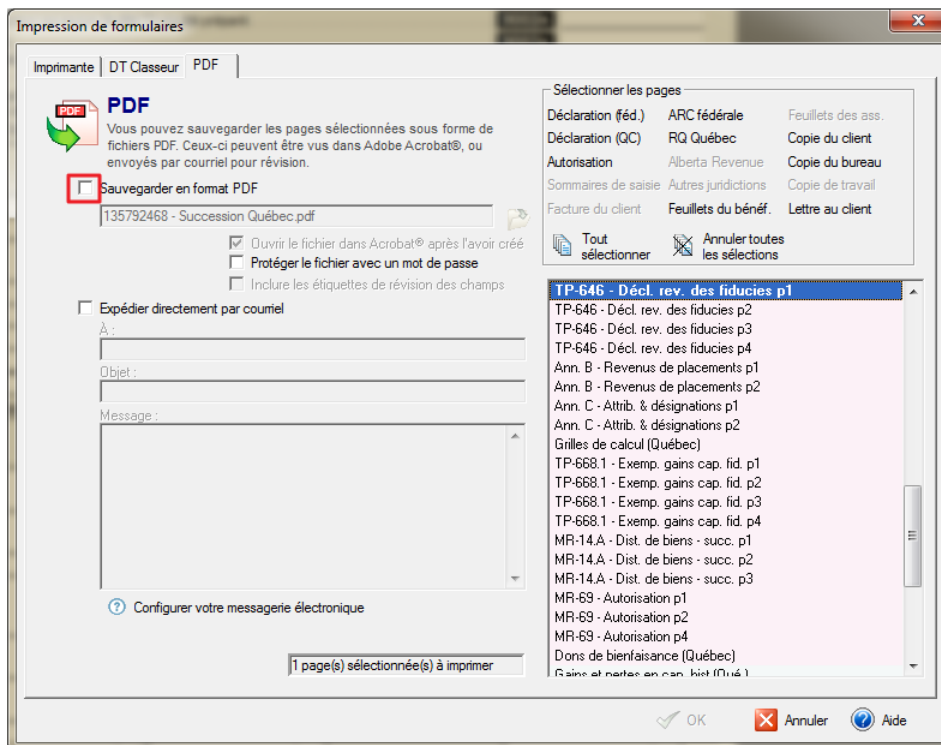 Impression de formulaires
Imprimante
DT Classeur
PDF
PDF
PDF
Vous pouvez sauvegarder les pages sélectionnées sous forme de
fichiers PDF. Ceux-ci peuvent être vus dans Adobe Acrobat®, ou
envoyés par courriel pour révision.
Sauvegarder en format PDF
135792468 - Succession Québec.pdf
Ouvrir le fichier dans Acrobat® après l'avoir créé
Protéger le fichier avec un mot de passe
Inclure les étiquettes de révision des champs
Expédier directement par courriel
À :
Objet :
Message :
Configurer votre messagerie électronique
1 page(s) sélectionnée(s) à imprimer
Sélectionner les pages
Déclaration (féd.) ARC fédérale Feuillets des ass.
Déclaration (QC) RQ Québec Copie du client
Autorisation Alberta Revenue Copie du bureau
Sommaires de saisie Autres juridictions Copie de travail
Facture du client Feuillets du bénéf. Lettre au client
Tout
sélectionner
Annuler toutes
les sélections
TP-646 - Décl. rev. des fiducies p1
TP-646 - Décl. rev. des fiducies p2
TP-646 - Décl. rev. des fiducies p3
TP-646 - Décl. rev. des fiducies p4
Ann. B - Revenus de placements p1
Ann. B - Revenus de placements p2
Ann. C - Attrib. & désignations p1
Ann. C - Attrib. & désignations p2
Grilles de calcul (Québec)
TP-668.1 - Exemp. gains cap. fid. p1
TP-668.1 - Exemp. gains cap. fid. p2
TP-668.1 - Exemp. gains cap. fid. p3
TP-668.1 - Exemp. gains cap. fid. p4
MR-14.A - Dist. de biens - succ. p1
MR-14.A - Dist. de biens - succ. p2
MR-14.A - Dist. de biens - succ. p3
MR-69 - Autorisation p1
MR-69 - Autorisation p2
MR-69 - Autorisation p4
Dons de bienfaisance (Québec)
Gains et pertes en cap. hist (Qué.)
OK Annuler Aide